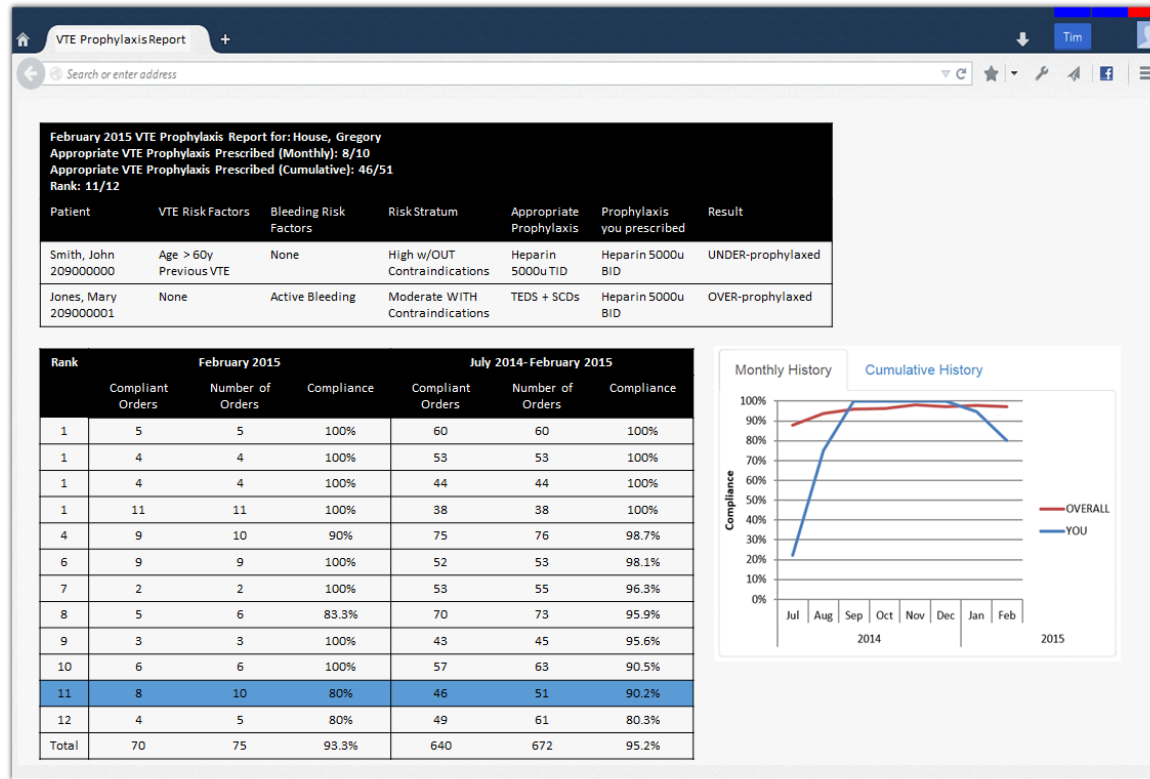 VTE Prophylaxis Report +
Tim
Search or enter address
February 2015 VTE Prophylaxis Report for: House, Gregory
Appropriate VTE Prophylaxis Prescribed (Monthly): 8/10
Appropriate VTE Prophylaxis Prescribed (Cumulative): 46/51
Rank: 11/12
Patient VTE Risk Factors Bleeding Risk Factors Risk Stratum Appropriate Prophylaxis Prophylaxis you prescribed Result
Smith, John 209000000 Age > 60y Previous VTE None High w/OUT Contraindications Heparin 5000u TID Heparin 5000u BID UNDER-prophylaxed
Jones, Mary 209000001 None Active Bleeding Moderate WITH Contraindications TEDS + SCDs Heparin 5000u BID OVER-prophylaxed
Rank February 2015 July 2014-February 2015
Compliant Orders Number of Orders Compliance Compliant Orders Number of Orders Compliance
1 5 5 100% 60 60 100%
1 4 4 100% 53 53 100%
1 4 4 100% 44 44 100%
1 11 11 100% 38 38 100%
4 9 10 90% 75 76 98.7%
6 9 9 100% 52 53 98.1%
7 2 2 100% 53 55 96.3%
8 5 6 83.3% 70 73 95.9%
9 3 3 100% 43 45 95.6%
10 6 6 100% 57 63 90.5%
11 8 10 80% 46 51 90.2%
12 4 5 80% 49 61 80.3%
Total 70 75 93.3% 640 672 95.2%
Monthly History Cumulative History
100%
90%
80%
70%
60%
50%
40%
30%
20%
10%
0%
Compliance
OVERALL
YOU
Jul Aug Sep Oct Nov Dec Jan Feb
2014 2015